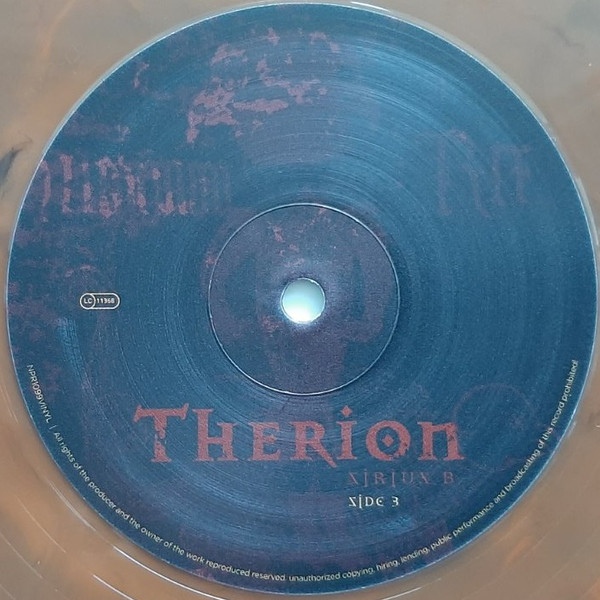 LC 11368
THERION
SIRIUS B
SIDE 3
NPR1099VINYL | All rights of the producer and the owner of the work reproduced reserved. unauthorized copying, hiring, lending, public performance and broadcasting of this record prohibited!